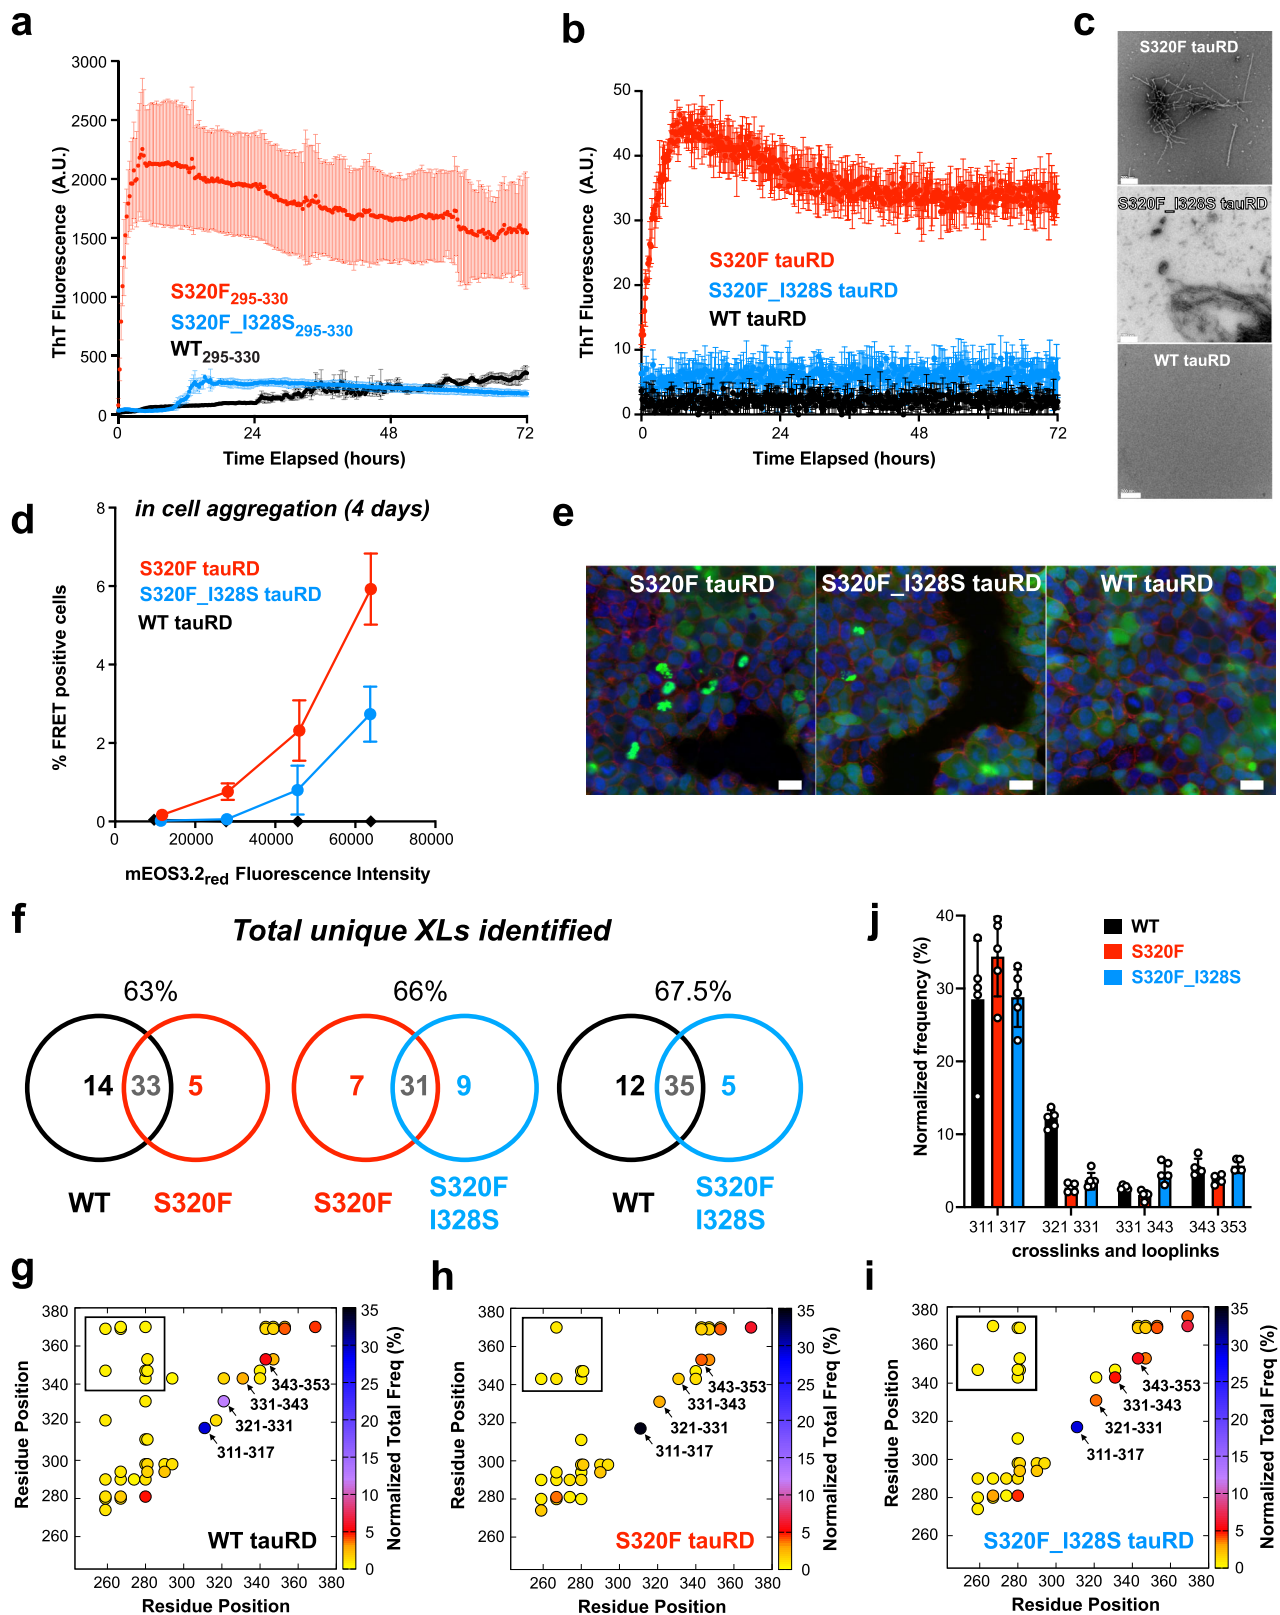 a
3000
2500
2000
1500
1000
500
0
ThT Fluorescence (A.U.)
S320F295-330
S320F_I328S295-330
WT295-330
0 24 48 72
Time Elapsed (hours)
b
50
40
30
20
10
0
ThT Fluorescence (A.U.)
S320F tauRD
S320F_I328S tauRD
WT tauRD
0 24 48 72
Time Elapsed (hours)
c
S320F tauRD
S320F_I328S tauRD
WT tauRD
d
in cell aggregation (4 days)
8
6
4
2
0
% FRET positive cells
S320F tauRD
S320F_I328S tauRD
WT tauRD
0 20000 40000 60000 80000
mEOS3.2red Fluorescence Intensity
e
S320F tauRD
S320F_I328S tauRD
WT tauRD
f
Total unique XLs identified
63%
14 33 5
WT S320F
66%
7 31 9
S320F
S320F
I328S
67.5%
12 35 5
WT
S320F
I328S
j
40
30
20
10
0
Normalized frequency (%)
WT
S320F
S320F_I328S
311 317 321 331 331 343 343 353
crosslinks and looplinks
g
380
360
340
320
300
280
260
Residue Position
343-353
331-343
321-331
311-317
WT tauRD
260 280 300 320 340 360 380
Residue Position
35
30
25
20
15
10
5
0
Normalized Total Freq (%)
h
380
360
340
320
300
280
260
Residue Position
343-353
331-343
321-331
311-317
S320F tauRD
260 280 300 320 340 360 380
Residue Position
35
30
25
20
15
10
5
0
Normalized Total Freq (%)
i
380
360
340
320
300
280
260
Residue Position
343-353
331-343
321-331
311-317
S320F_I328S tauRD
260 280 300 320 340 360 380
Residue Position
35
30
25
20
15
10
5
0
Normalized Total Freq (%)